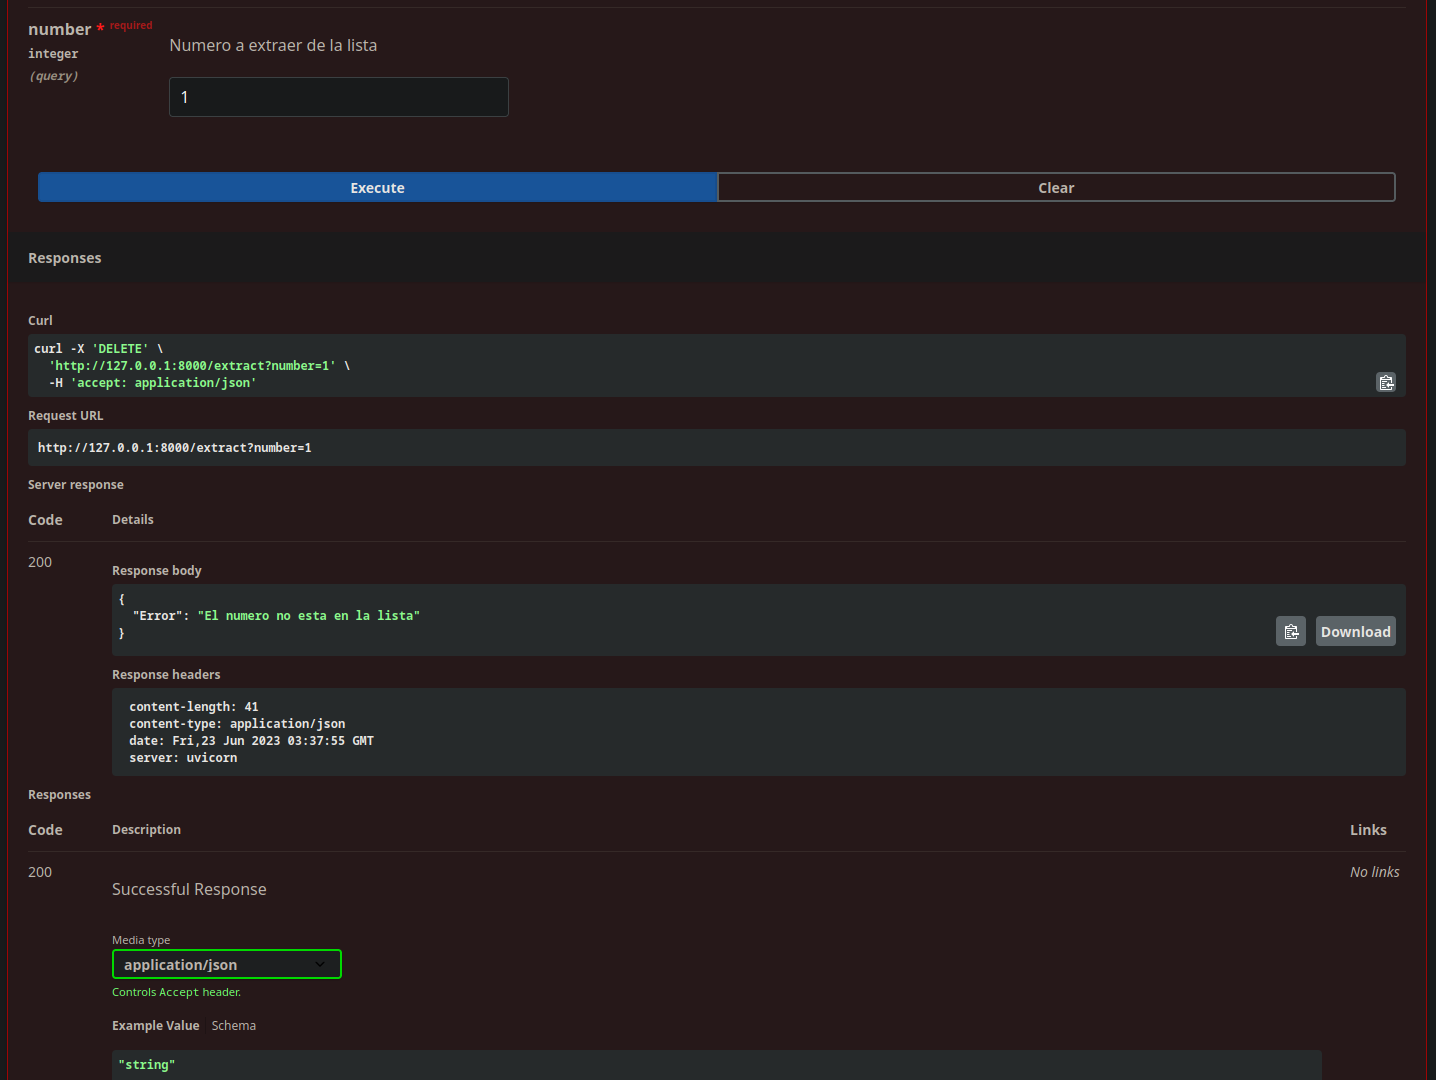 number * required
integer
(query)
Numero a extraer de la lista
1
Execute
Clear
Responses
Curl
curl -X 'DELETE' \
'http://127.0.0.1:8000/extract?number=1' \
-H 'accept: application/json'
Request URL
http://127.0.0.1:8000/extract?number=1
Server response
Code Details
200
Response body
{
"Error": "El numero no esta en la lista"
}
Download
Response headers
content-length: 41
content-type: application/json
date: Fri,23 Jun 2023 03:37:55 GMT
server: uvicorn
Responses
Code Description Links
200
Successful Response
No links
Media type
application/json
Controls Accept header.
Example Value Schema
"string"